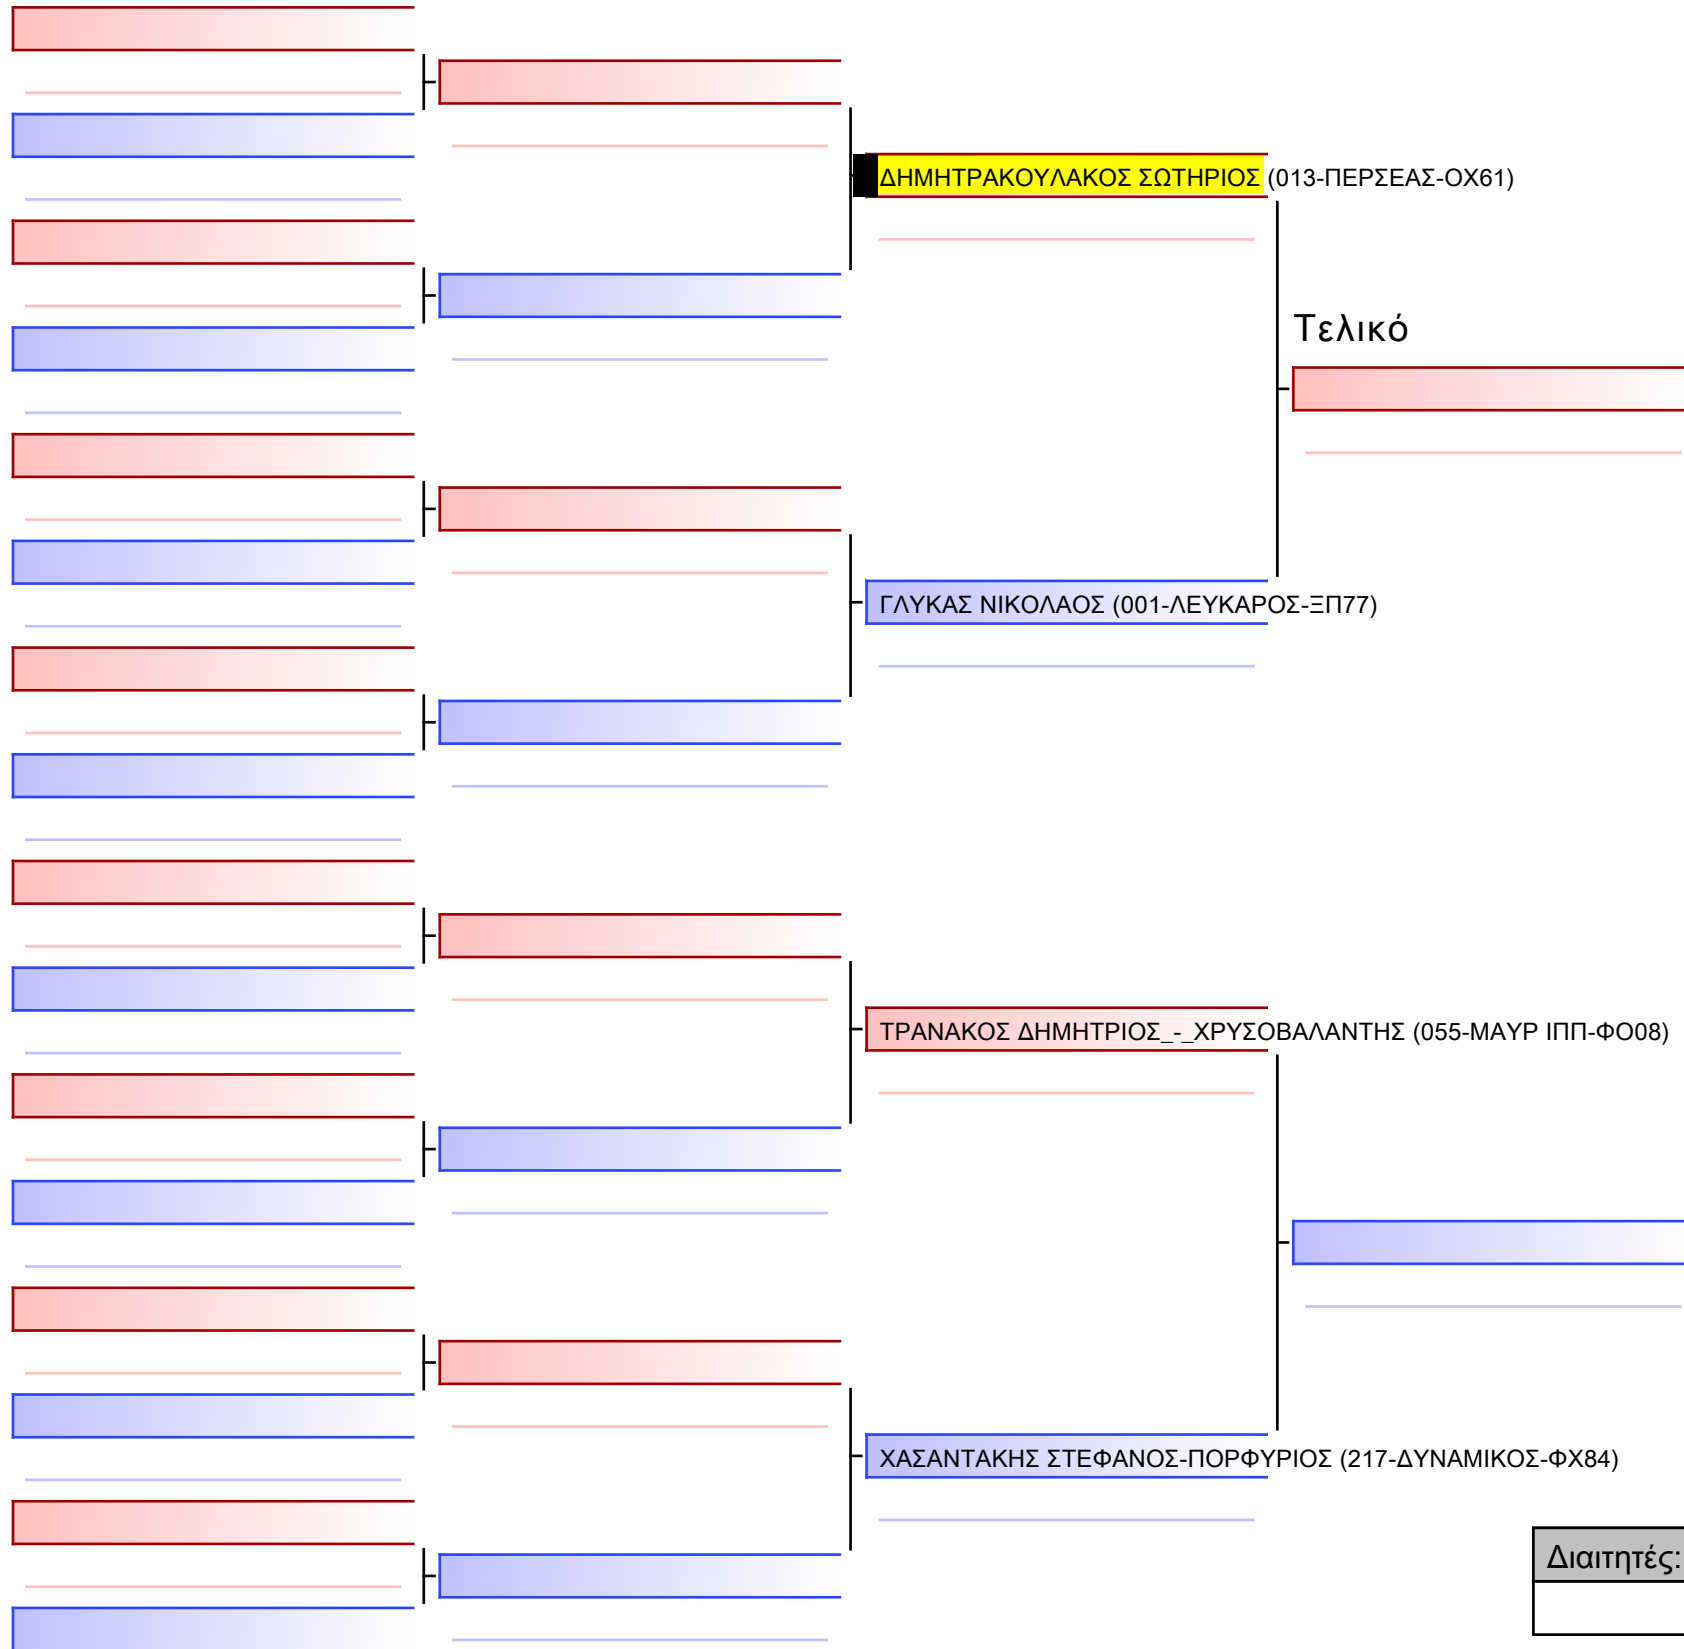 ΔΗΜΗΤΡΑΚΟΥΛΑΚΟΣ ΣΩΤΗΡΙΟΣ (013-ΠΕΡΣΕΑΣ-ΟΧ61)
Τελικό
ΓΛΥΚΑΣ ΝΙΚΟΛΑΟΣ (001-ΛΕΥΚΑΡΟΣ-ΞΠ77)
ΤΡΑΝΑΚΟΣ ΔΗΜΗΤΡΙΟΣ_-_ΧΡΥΣΟΒΑΛΑΝΤΗΣ (055-ΜΑΥΡ ΙΠΠ-ΦΟ08)
ΧΑΣΑΝΤΑΚΗΣ ΣΤΕΦΑΝΟΣ-ΠΟΡΦΥΡΙΟΣ (217-ΔΥΝΑΜΙΚΟΣ-ΦΧ84)
Διαιτητές: